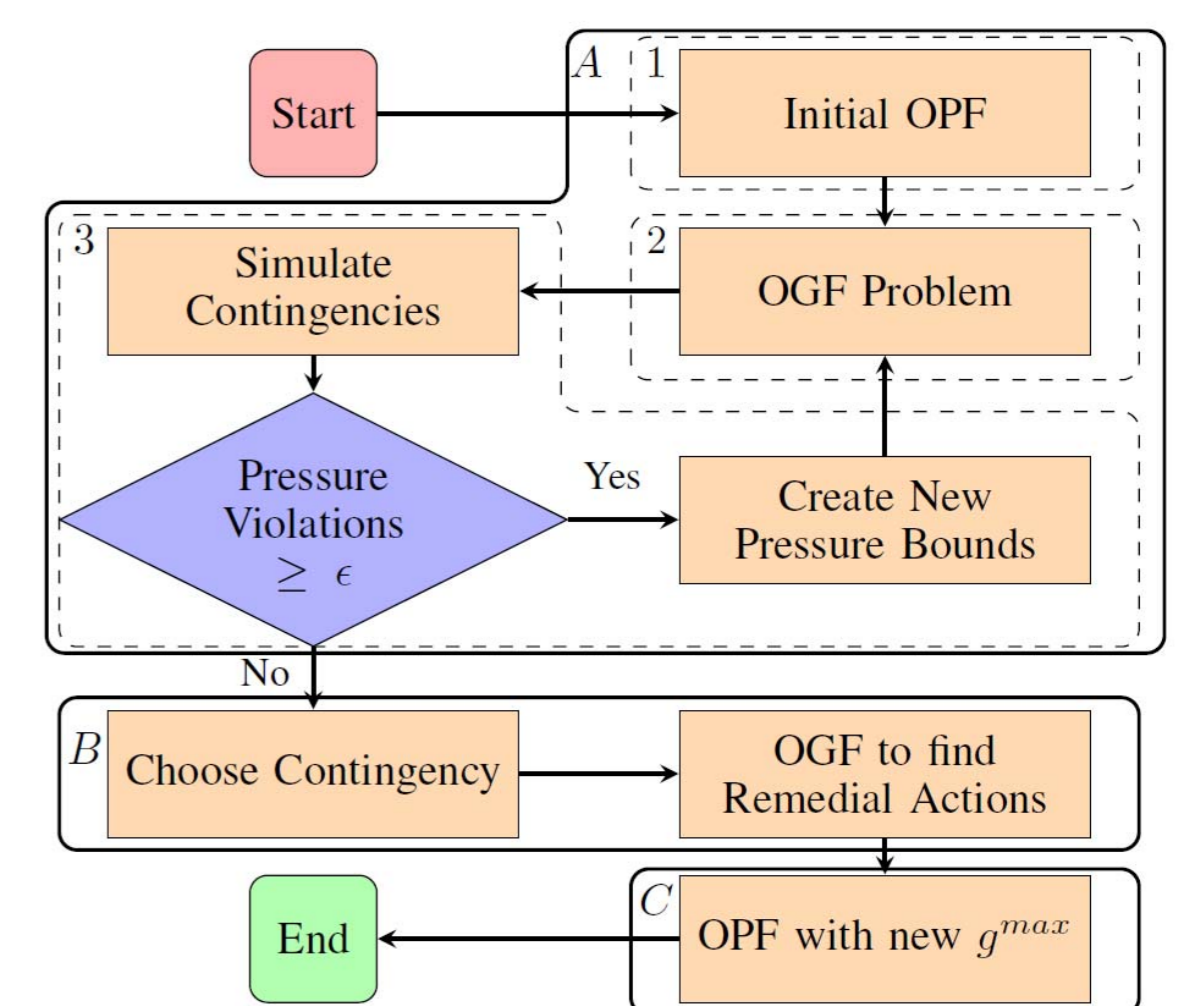 Start
A
1
Initial OPF
3
Simulate
Contingencies
2
OGF Problem
Pressure
Violations
≥ ϵ
Yes
Create New
Pressure Bounds
No
B
Choose Contingency
OGF to find
Remedial Actions
End
C
OPF with new g^{max}